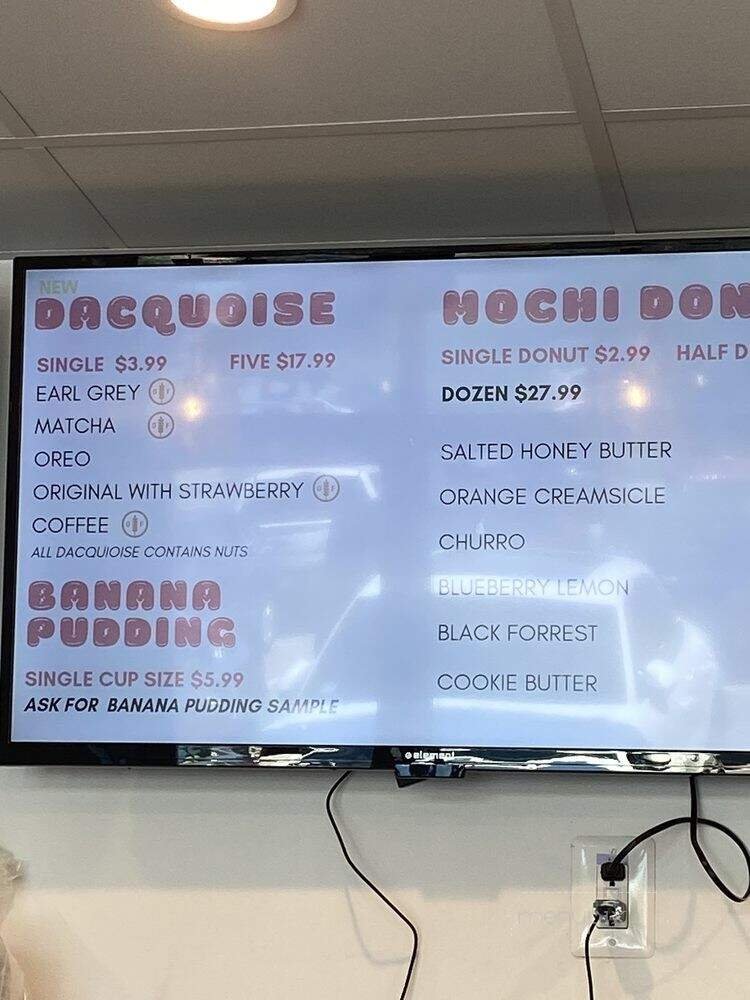 NEW
DACQUOISE
SINGLE $3.99 FIVE $17.99
EARL GREY
MATCHA
OREO
ORIGINAL WITH STRAWBERRY
COFFEE
ALL DACQUIOISE CONTAINS NUTS
BANANA
PUDDING
SINGLE CUP SIZE $5.99
ASK FOR BANANA PUDDING SAMPLE
MOCHI DON
SINGLE DONUT $2.99 HALF D
DOZEN $27.99
SALTED HONEY BUTTER
ORANGE CREAMSICLE
CHURRO
BLUEBERRY LEMON
BLACK FORREST
COOKIE BUTTER
element